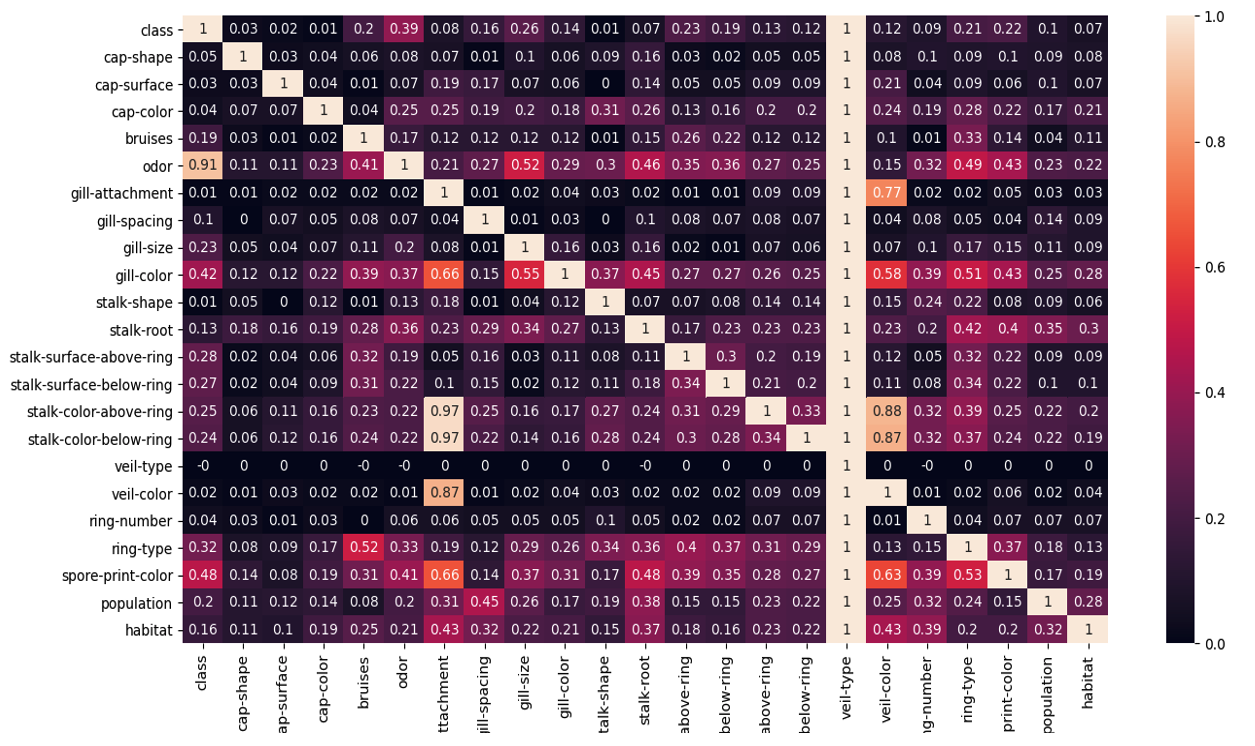 class 1 0.03 0.02 0.01 0.2 0.39 0.08 0.16 0.26 0.14 0.01 0.07 0.23 0.19 0.13 0.12 1 0.12 0.09 0.21 0.22 0.1 0.07
cap-shape 0.05 1 0.03 0.04 0.06 0.08 0.07 0.01 0.1 0.06 0.09 0.16 0.03 0.02 0.05 0.05 1 0.08 0.1 0.09 0.1 0.09 0.08
cap-surface 0.03 0.03 1 0.04 0.01 0.07 0.19 0.17 0.07 0.06 0 0.14 0.05 0.05 0.09 0.09 1 0.21 0.04 0.09 0.06 0.1 0.07
cap-color 0.04 0.07 0.07 1 0.04 0.25 0.25 0.19 0.2 0.18 0.31 0.26 0.13 0.16 0.2 0.2 1 0.24 0.19 0.28 0.22 0.17 0.21
bruises 0.19 0.03 0.01 0.02 1 0.17 0.12 0.12 0.12 0.12 0.01 0.15 0.26 0.22 0.12 0.12 1 0.1 0.01 0.33 0.14 0.04 0.11
odor 0.91 0.11 0.11 0.23 0.41 1 0.21 0.27 0.52 0.29 0.3 0.46 0.35 0.36 0.27 0.25 1 0.15 0.32 0.49 0.43 0.23 0.22
gill-attachment 0.01 0.01 0.02 0.02 0.02 0.02 1 0.01 0.02 0.04 0.03 0.02 0.01 0.01 0.09 0.09 1 0.77 0.02 0.02 0.05 0.03 0.03
gill-spacing 0.1 0 0.07 0.05 0.08 0.07 0.04 1 0.01 0.03 0 0.1 0.08 0.07 0.08 0.07 1 0.04 0.08 0.05 0.04 0.14 0.09
gill-size 0.23 0.05 0.04 0.07 0.11 0.2 0.08 0.01 1 0.16 0.03 0.16 0.02 0.01 0.07 0.06 1 0.07 0.1 0.17 0.15 0.11 0.09
gill-color 0.42 0.12 0.12 0.22 0.39 0.37 0.66 0.15 0.55 1 0.37 0.45 0.27 0.27 0.26 0.25 1 0.58 0.39 0.51 0.43 0.25 0.28
stalk-shape 0.01 0.05 0 0.12 0.01 0.13 0.18 0.01 0.04 0.12 1 0.07 0.07 0.08 0.14 0.14 1 0.15 0.24 0.22 0.08 0.09 0.06
stalk-root 0.13 0.18 0.16 0.19 0.28 0.36 0.23 0.29 0.34 0.27 0.13 1 0.17 0.23 0.23 0.23 1 0.23 0.2 0.42 0.4 0.35 0.3
stalk-surface-above-ring 0.28 0.02 0.04 0.06 0.32 0.19 0.05 0.16 0.03 0.11 0.08 0.11 1 0.3 0.2 0.19 1 0.12 0.05 0.32 0.22 0.09 0.09
stalk-surface-below-ring 0.27 0.02 0.04 0.09 0.31 0.22 0.1 0.15 0.02 0.12 0.11 0.18 0.34 1 0.21 0.2 1 0.11 0.08 0.34 0.22 0.1 0.1
stalk-color-above-ring 0.25 0.06 0.11 0.16 0.23 0.22 0.97 0.25 0.16 0.17 0.27 0.24 0.31 0.29 1 0.33 1 0.88 0.32 0.39 0.25 0.22 0.2
stalk-color-below-ring 0.24 0.06 0.12 0.16 0.24 0.22 0.97 0.22 0.14 0.16 0.28 0.24 0.3 0.28 0.34 1 1 0.87 0.32 0.37 0.24 0.22 0.19
veil-type -0 0 0 0 -0 -0 0 0 0 0 0 -0 0 0 0 0 1 0 -0 0 0 0 0
veil-color 0.02 0.01 0.03 0.02 0.02 0.01 0.87 0.01 0.02 0.04 0.03 0.02 0.02 0.02 0.09 0.09 1 1 0.01 0.02 0.06 0.02 0.04
ring-number 0.04 0.03 0.01 0.03 0 0.06 0.06 0.05 0.05 0.05 0.1 0.05 0.02 0.02 0.07 0.07 1 0.01 1 0.04 0.07 0.07 0.07
ring-type 0.32 0.08 0.09 0.17 0.52 0.33 0.19 0.12 0.29 0.26 0.34 0.36 0.4 0.37 0.31 0.29 1 0.13 0.15 1 0.37 0.18 0.13
spore-print-color 0.48 0.14 0.08 0.19 0.31 0.41 0.66 0.14 0.37 0.31 0.17 0.48 0.39 0.35 0.28 0.27 1 0.63 0.39 0.53 1 0.17 0.19
population 0.2 0.11 0.12 0.14 0.08 0.2 0.31 0.45 0.26 0.17 0.19 0.38 0.15 0.15 0.23 0.22 1 0.25 0.32 0.24 0.15 1 0.28
habitat 0.16 0.11 0.1 0.19 0.25 0.21 0.43 0.32 0.22 0.21 0.15 0.37 0.18 0.16 0.23 0.22 1 0.43 0.39 0.2 0.2 0.32 1
class
cap-shape
ap-surface
cap-color
bruises
odor
ttachment
gill-spacing
gill-size
gill-color
talk-shape
stalk-root
above-ring
below-ring
above-ring
below-ring
veil-type
veil-color
ng-number
ring-type
print-color
population
habitat
1.0
0.8
0.6
0.4
0.2
0.0